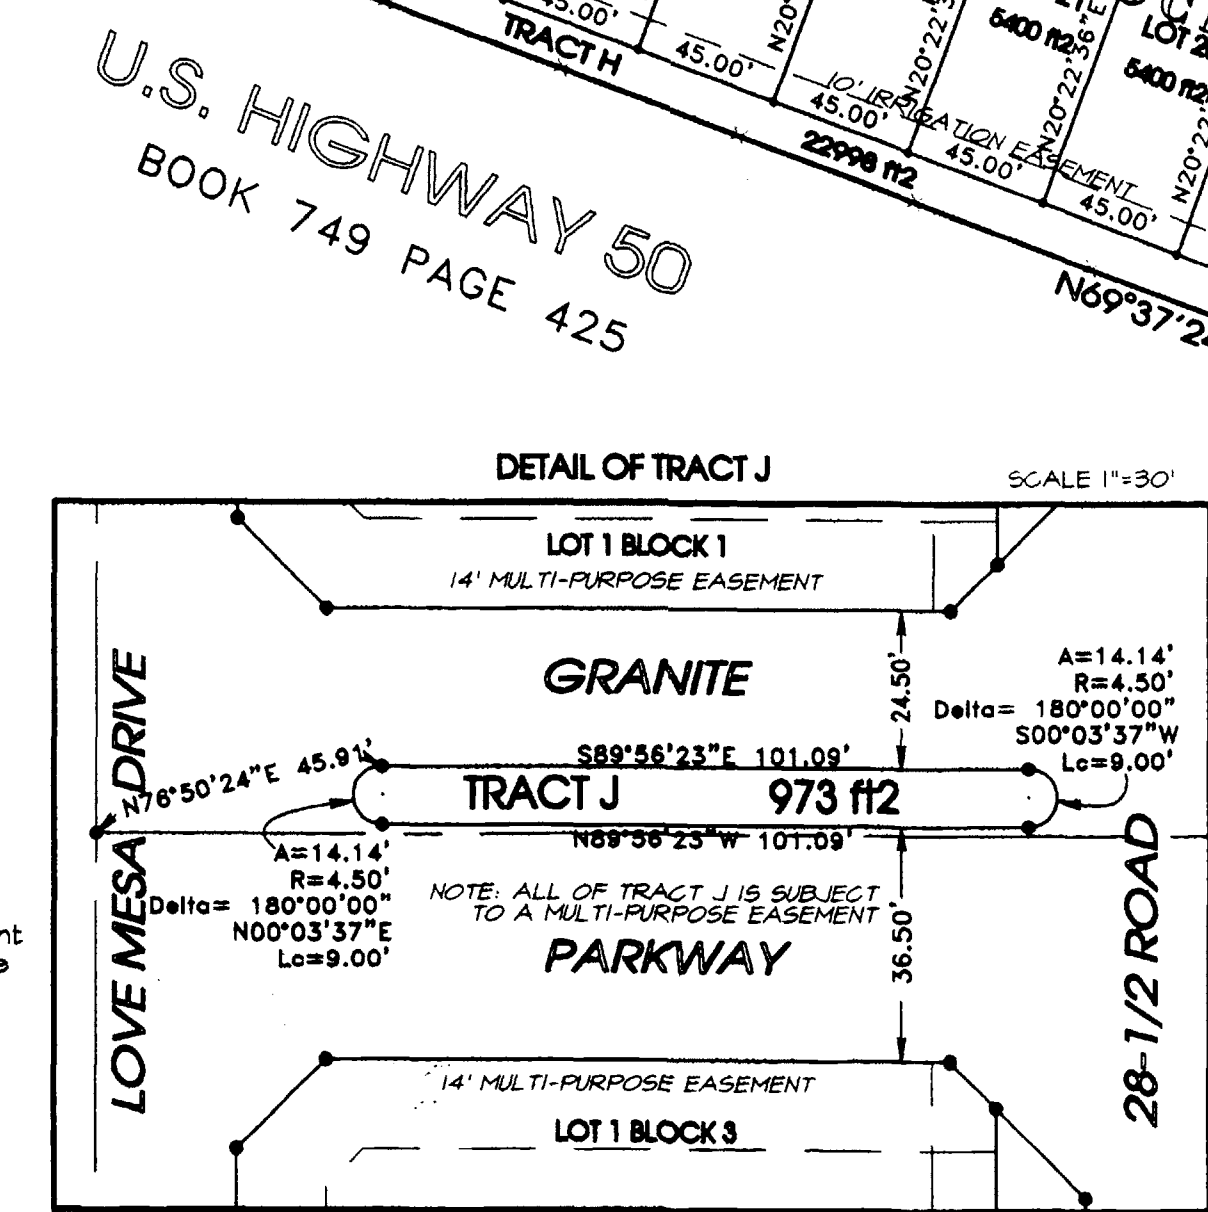 45.00'
TRACT H
45.00'
N20°
10' IRRIGATION EASEMENT
45.00'
N20°22'
5400 ft2
N20°22'36"E
LOT
5400 ft2
22998 ft2
45.00'
45.00'
N20°22'
N69°37'2
U.S. HIGHWAY 50
BOOK 749 PAGE 425
DETAIL OF TRACT J
SCALE 1"=30'
LOT 1 BLOCK 1
14' MULTI-PURPOSE EASEMENT
GRANITE
24.50'
A=14.14'
R=4.50'
Delta= 180°00'00"
S00°03'37"W
Lc=9.00'
LOVE MESA DRIVE
N76°50'24"E 45.91'
S89°56'23"E 101.09'
TRACT J 973 ft2
N89°56'23"W 101.09'
A=14.14'
R=4.50'
Delta= 180°00'00"
N00°03'37"E
Lc=9.00'
NOTE: ALL OF TRACT J IS SUBJECT
TO A MULTI-PURPOSE EASEMENT
PARKWAY
36.50'
28-1/2 ROAD
14' MULTI-PURPOSE EASEMENT
LOT 1 BLOCK 3